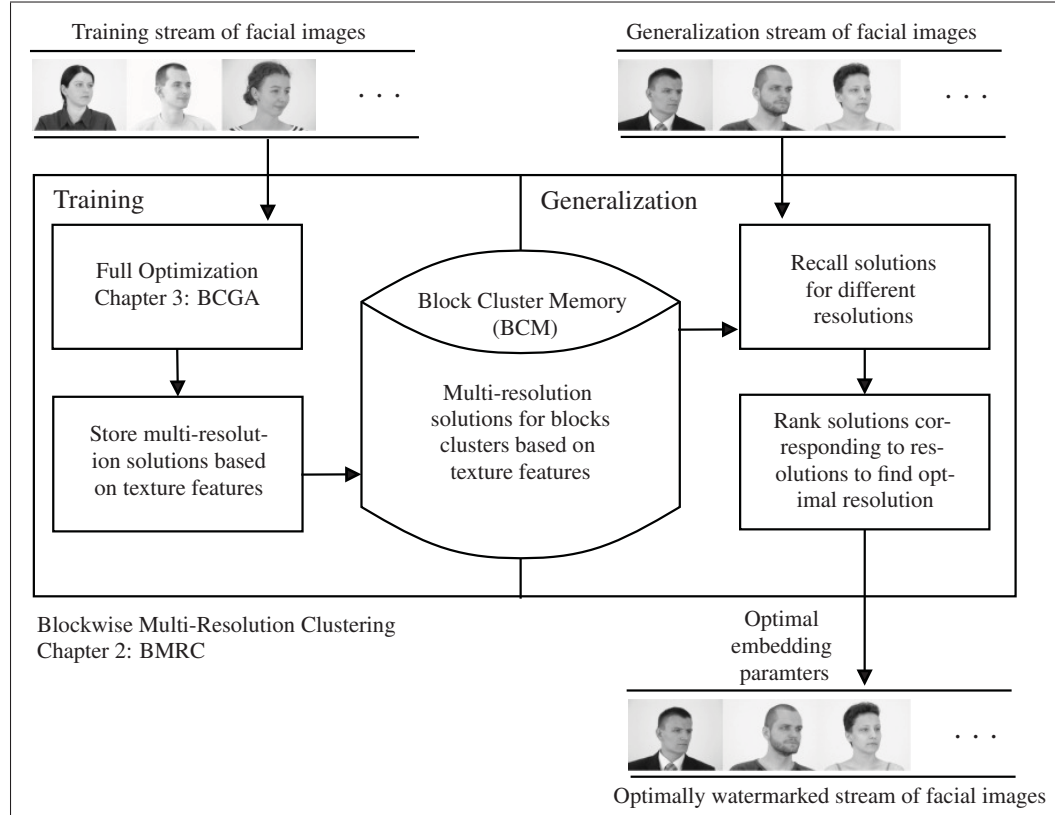 Training stream of facial images
Generalization stream of facial images
. . .
. . .
Training
Generalization
Full Optimization
Chapter 3: BCGA
Block Cluster Memory
(BCM)
Recall solutions
for different
resolutions
Store multi-resolut-
ion solutions based
on texture features
Multi-resolution
solutions for blocks
clusters based on
texture features
Rank solutions cor-
responding to res-
olutions to find opt-
imal resolution
Blockwise Multi-Resolution Clustering
Chapter 2: BMRC
Optimal
embedding
paramters
. . .
Optimally watermarked stream of facial images